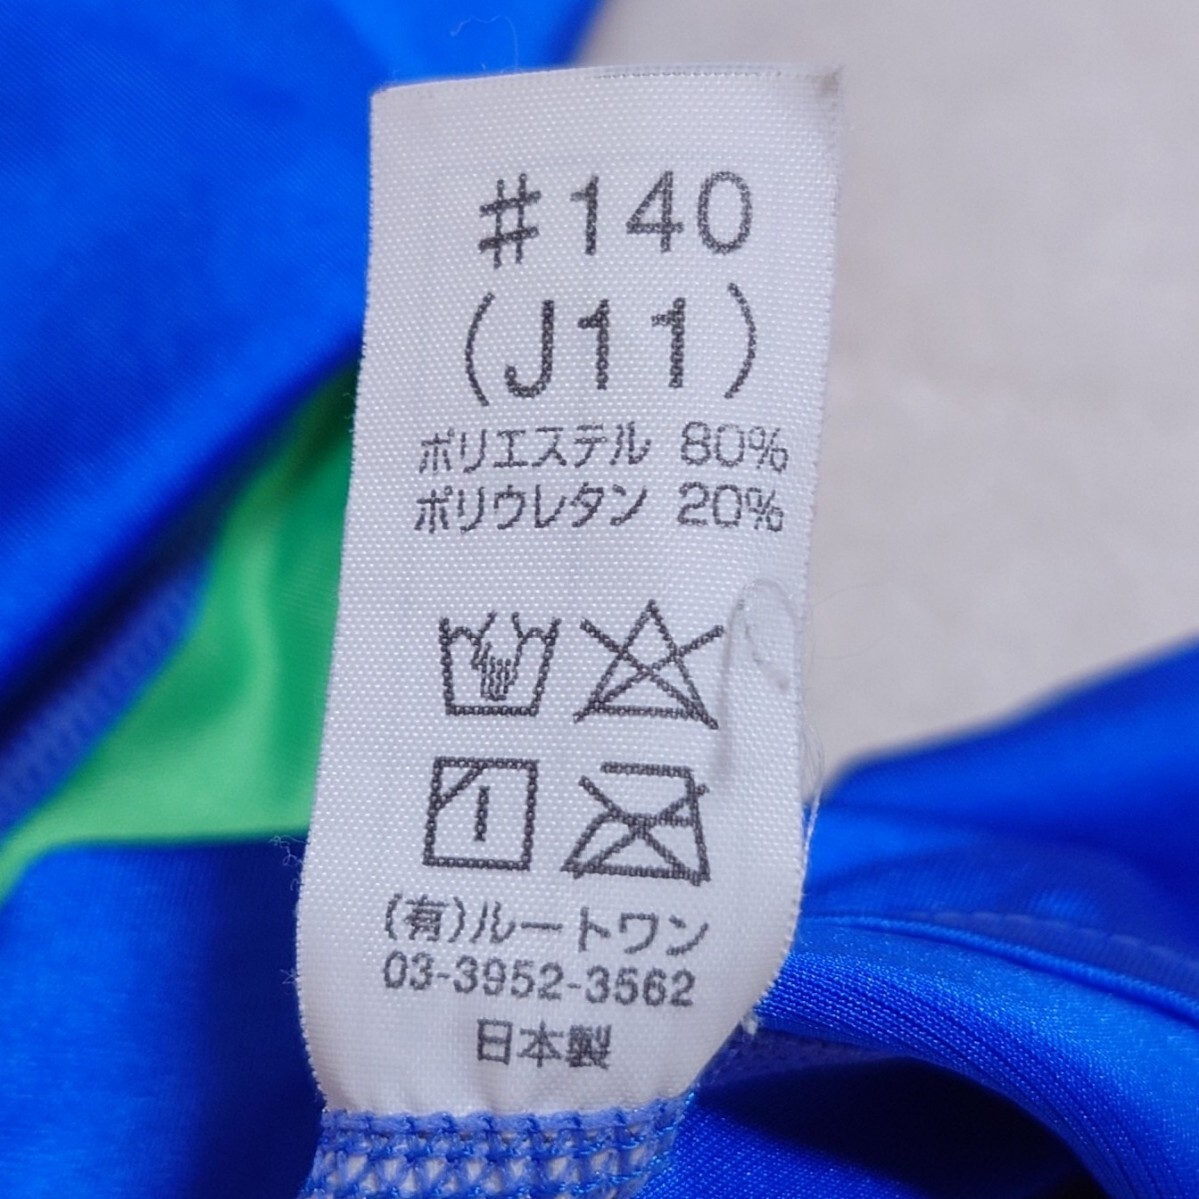 #140
(J11)
ポリエステル 80%
ポリウレタン 20%
(有)ルートワン
03-3952-3562
日本製